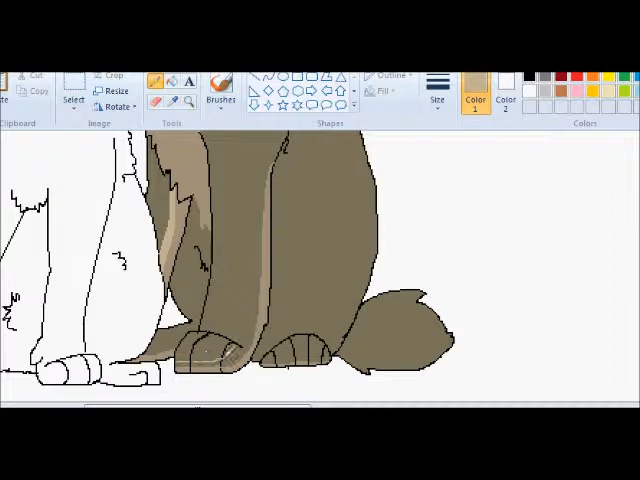 Cut
Crop
Outline
Copy
Select
Resize
Brushes
Fill
Size
Color
1
Color
2
Rotate
Clipboard
Image
Tools
Shapes
Colors